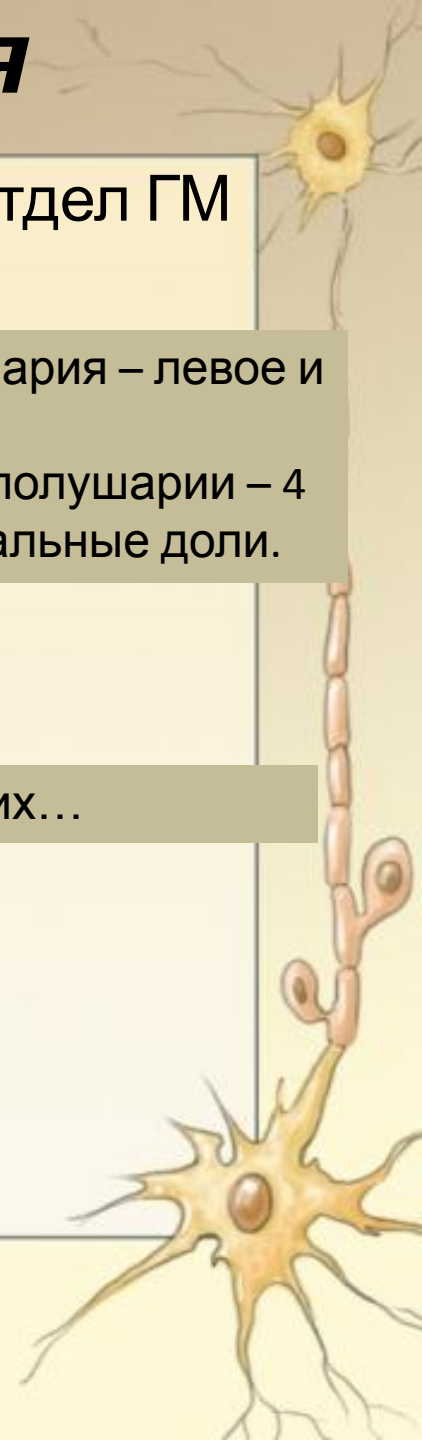 я
тдел ГМ
ария – левое и
полушарии – 4
альные доли.
их…